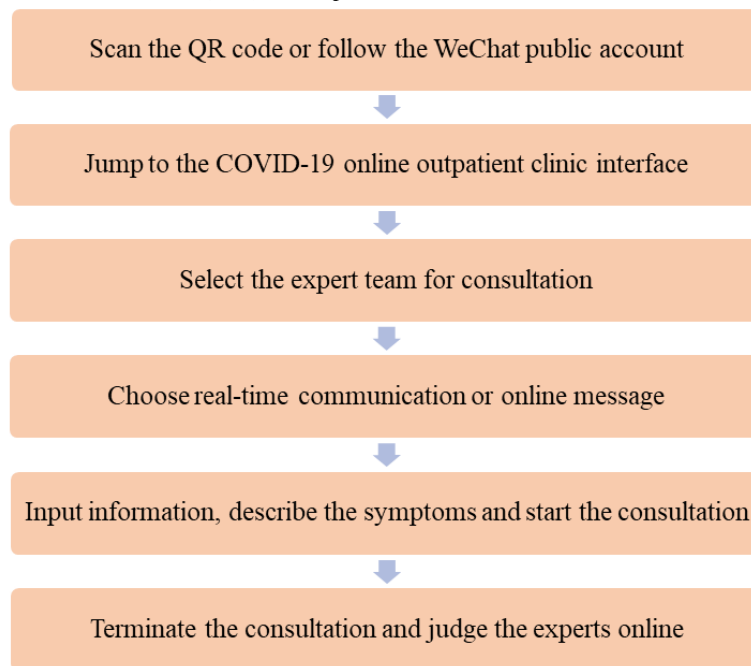 Scan the QR code or follow the WeChat public account
Jump to the COVID-19 online outpatient clinic interface
Select the expert team for consultation
Choose real-time communication or online message
Input information, describe the symptoms and start the consultation
Terminate the consultation and judge the experts online